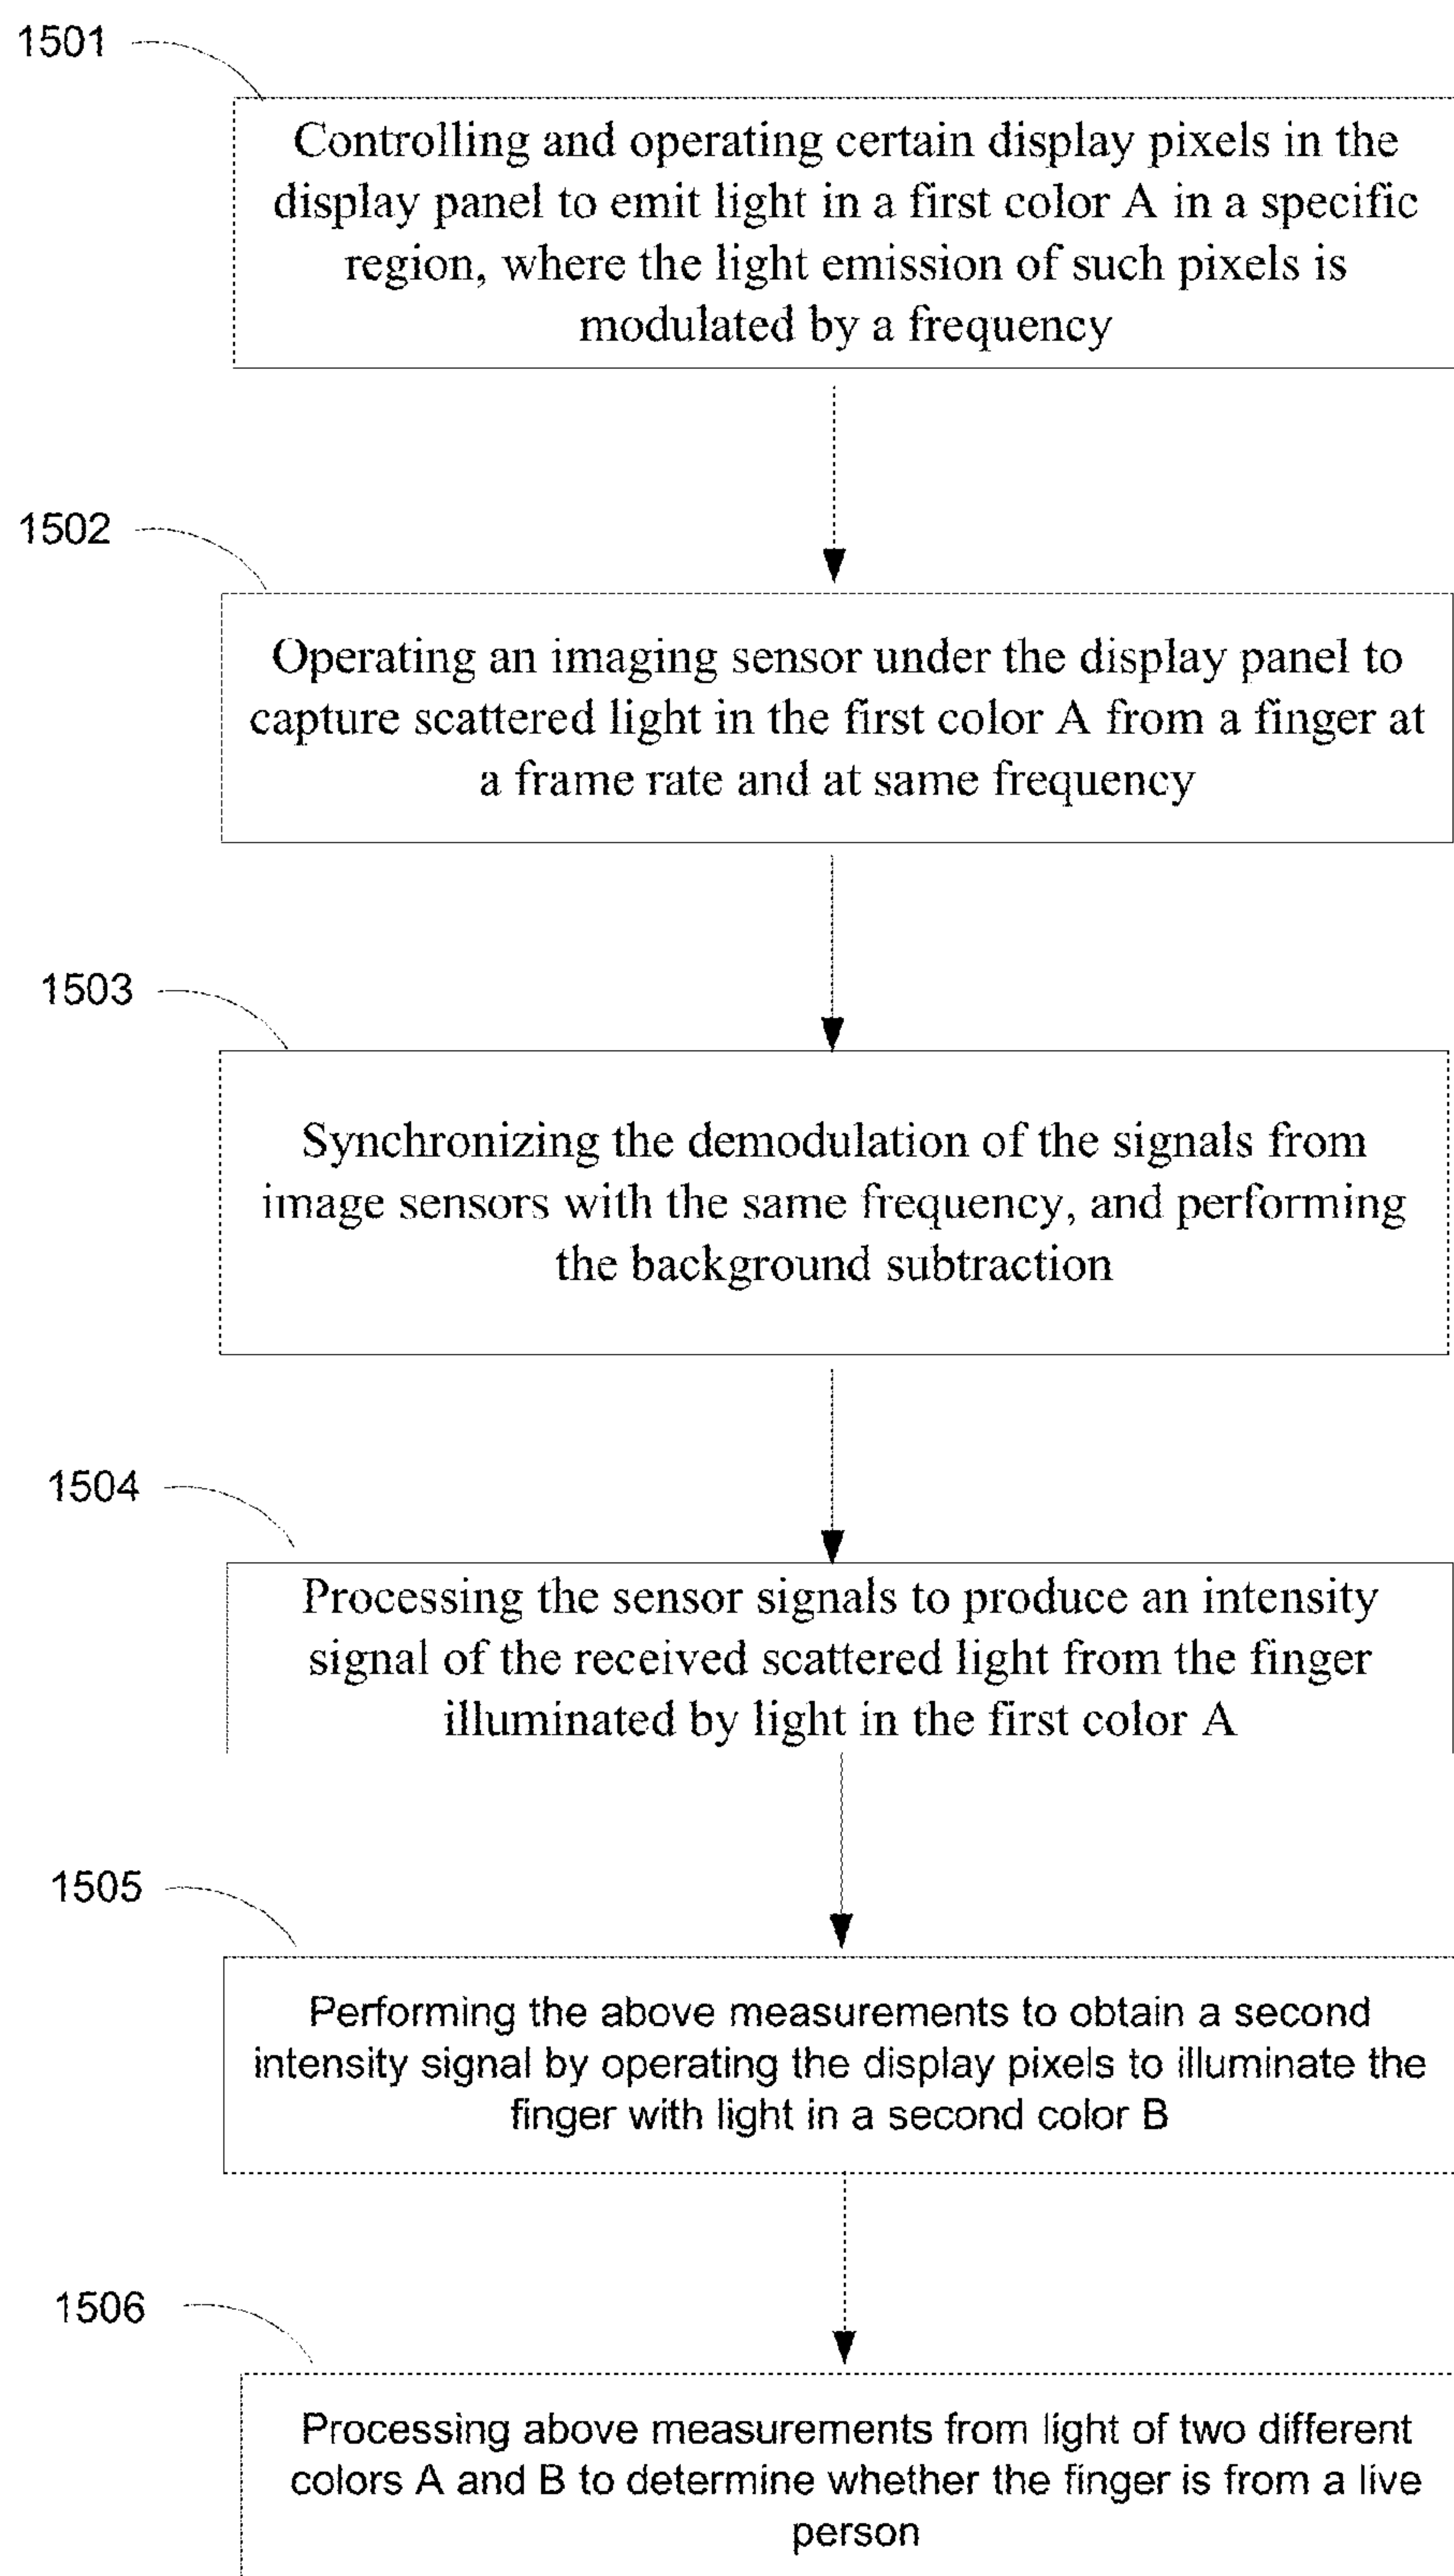 1501
Controlling and operating certain display pixels in the
display panel to emit light in a first color A in a specific
region, where the light emission of such pixels is
modulated by a frequency
1502
Operating an imaging sensor under the display panel to
capture scattered light in the first color A from a finger at
a frame rate and at same frequency
1503
Synchronizing the demodulation of the signals from
image sensors with the same frequency, and performing
the background subtraction
1504
Processing the sensor signals to produce an intensity
signal of the received scattered light from the finger
illuminated by light in the first color A
1505
Performing the above measurements to obtain a second
intensity signal by operating the display pixels to illuminate the
finger with light in a second color B
1506
Processing above measurements from light of two different
colors A and B to determine whether the finger is from a live
person